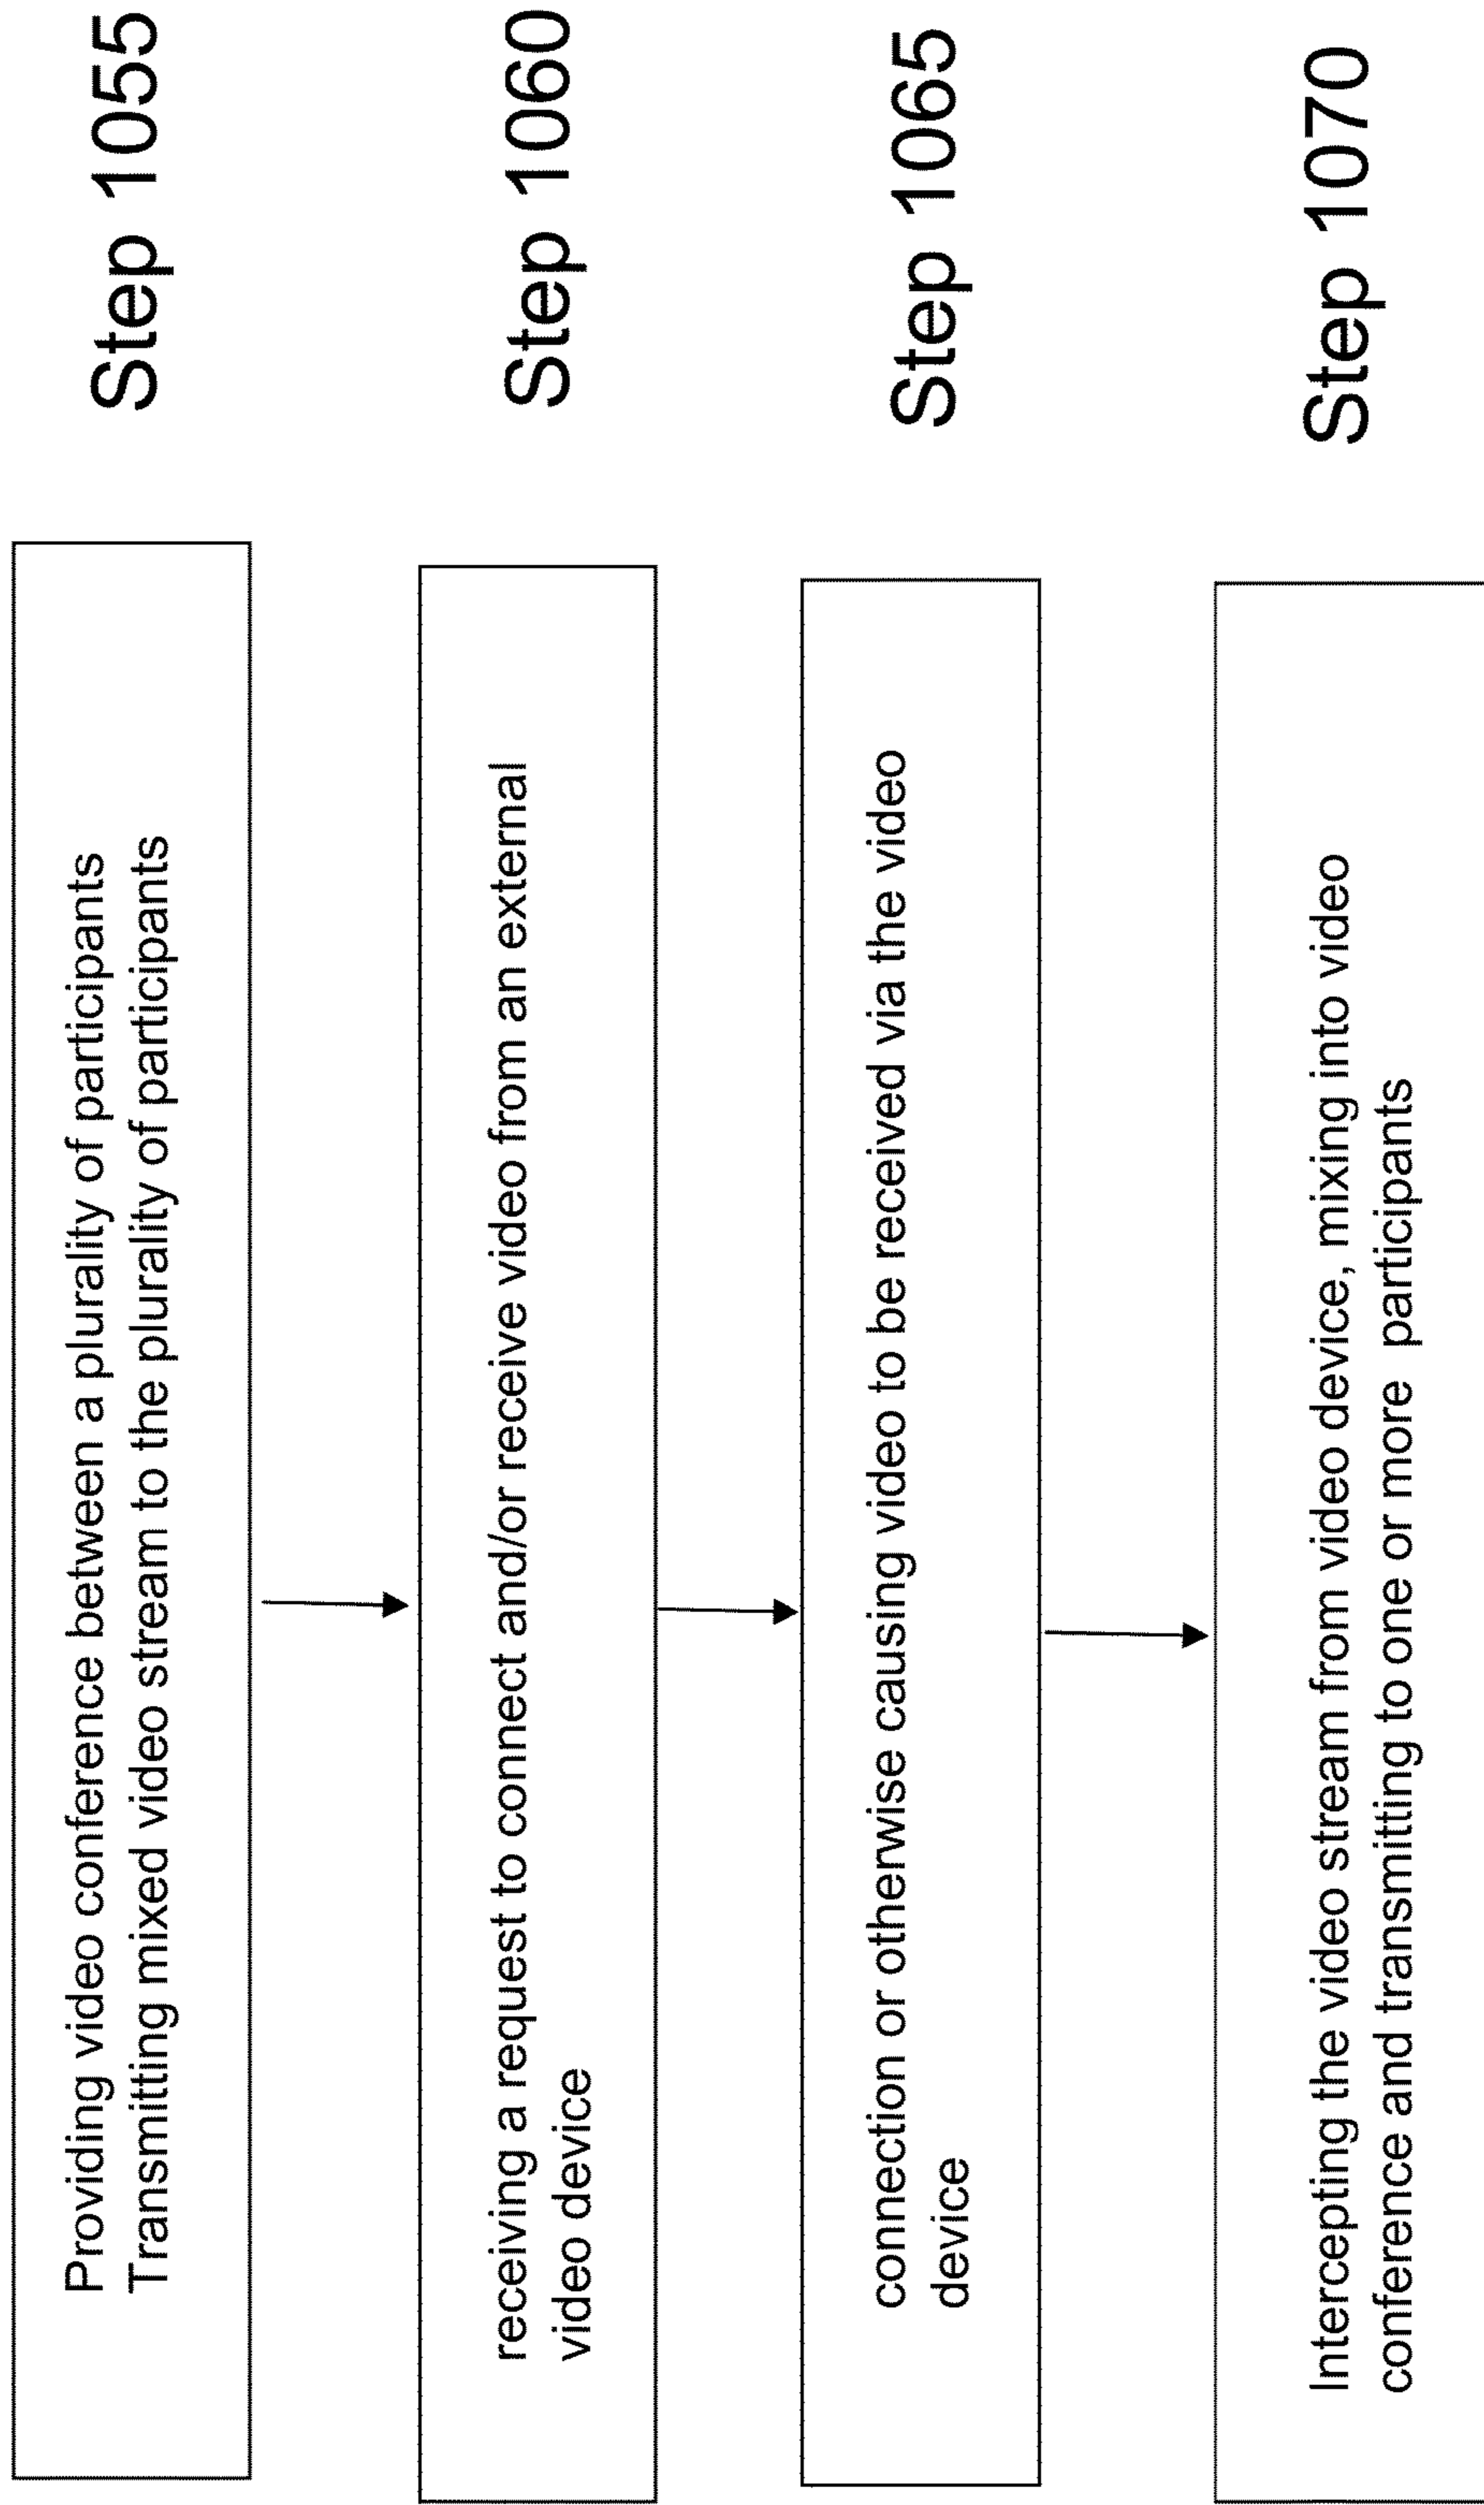 Providing video conference between a plurality of participants
Transmitting mixed video stream to the plurality of participants
Step 1055
receiving a request to connect and/or receive video from an external
video device
Step 1060
connection or otherwise causing video to be received via the video
device
Step 1065
Intercepting the video stream from video device, mixing into video
conference and transmitting to one or more participants
Step 1070